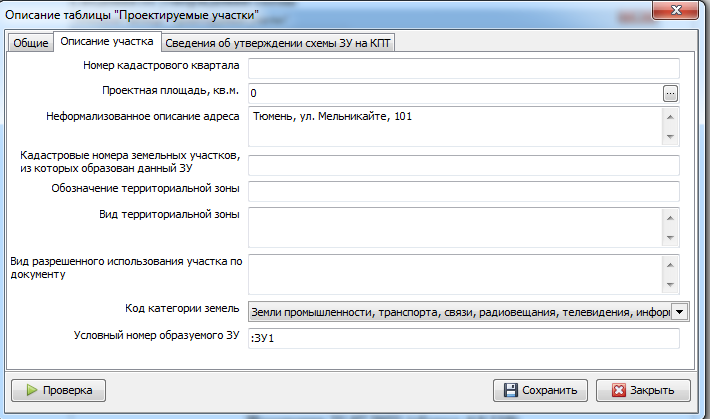 Описание таблицы "Проектируемые участки"
Общие
Описание участка
Сведения об утверждении схемы ЗУ на КПТ
Номер кадастрового квартала
Проектная площадь, кв.м.
0
...
Неформализованное описание адреса
Тюмень, ул. Мельникайте, 101
Кадастровые номера земельных участков,
из которых образован данный ЗУ
Обозначение территориальной зоны
Вид территориальной зоны
Вид разрешенного использования участка по
документу
Код категории земель
Земли промышленности, транспорта, связи, радиовещания, телевидения, информ
Условный номер образуемого ЗУ
:ЗУ1
Проверка
Сохранить
Закрыть